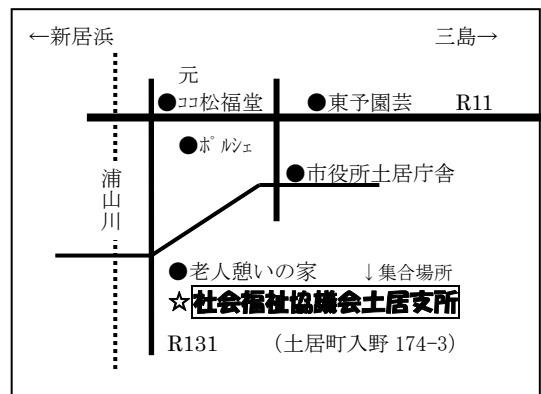 ←新居浜
三島→
元
●ココ松福堂
●東予園芸
R11
●ポルシェ
●市役所土居庁舎
浦山川
●老人憩いの家
↓集合場所
☆社会福祉協議会土居支所
R131
（土居町入野 174-3）